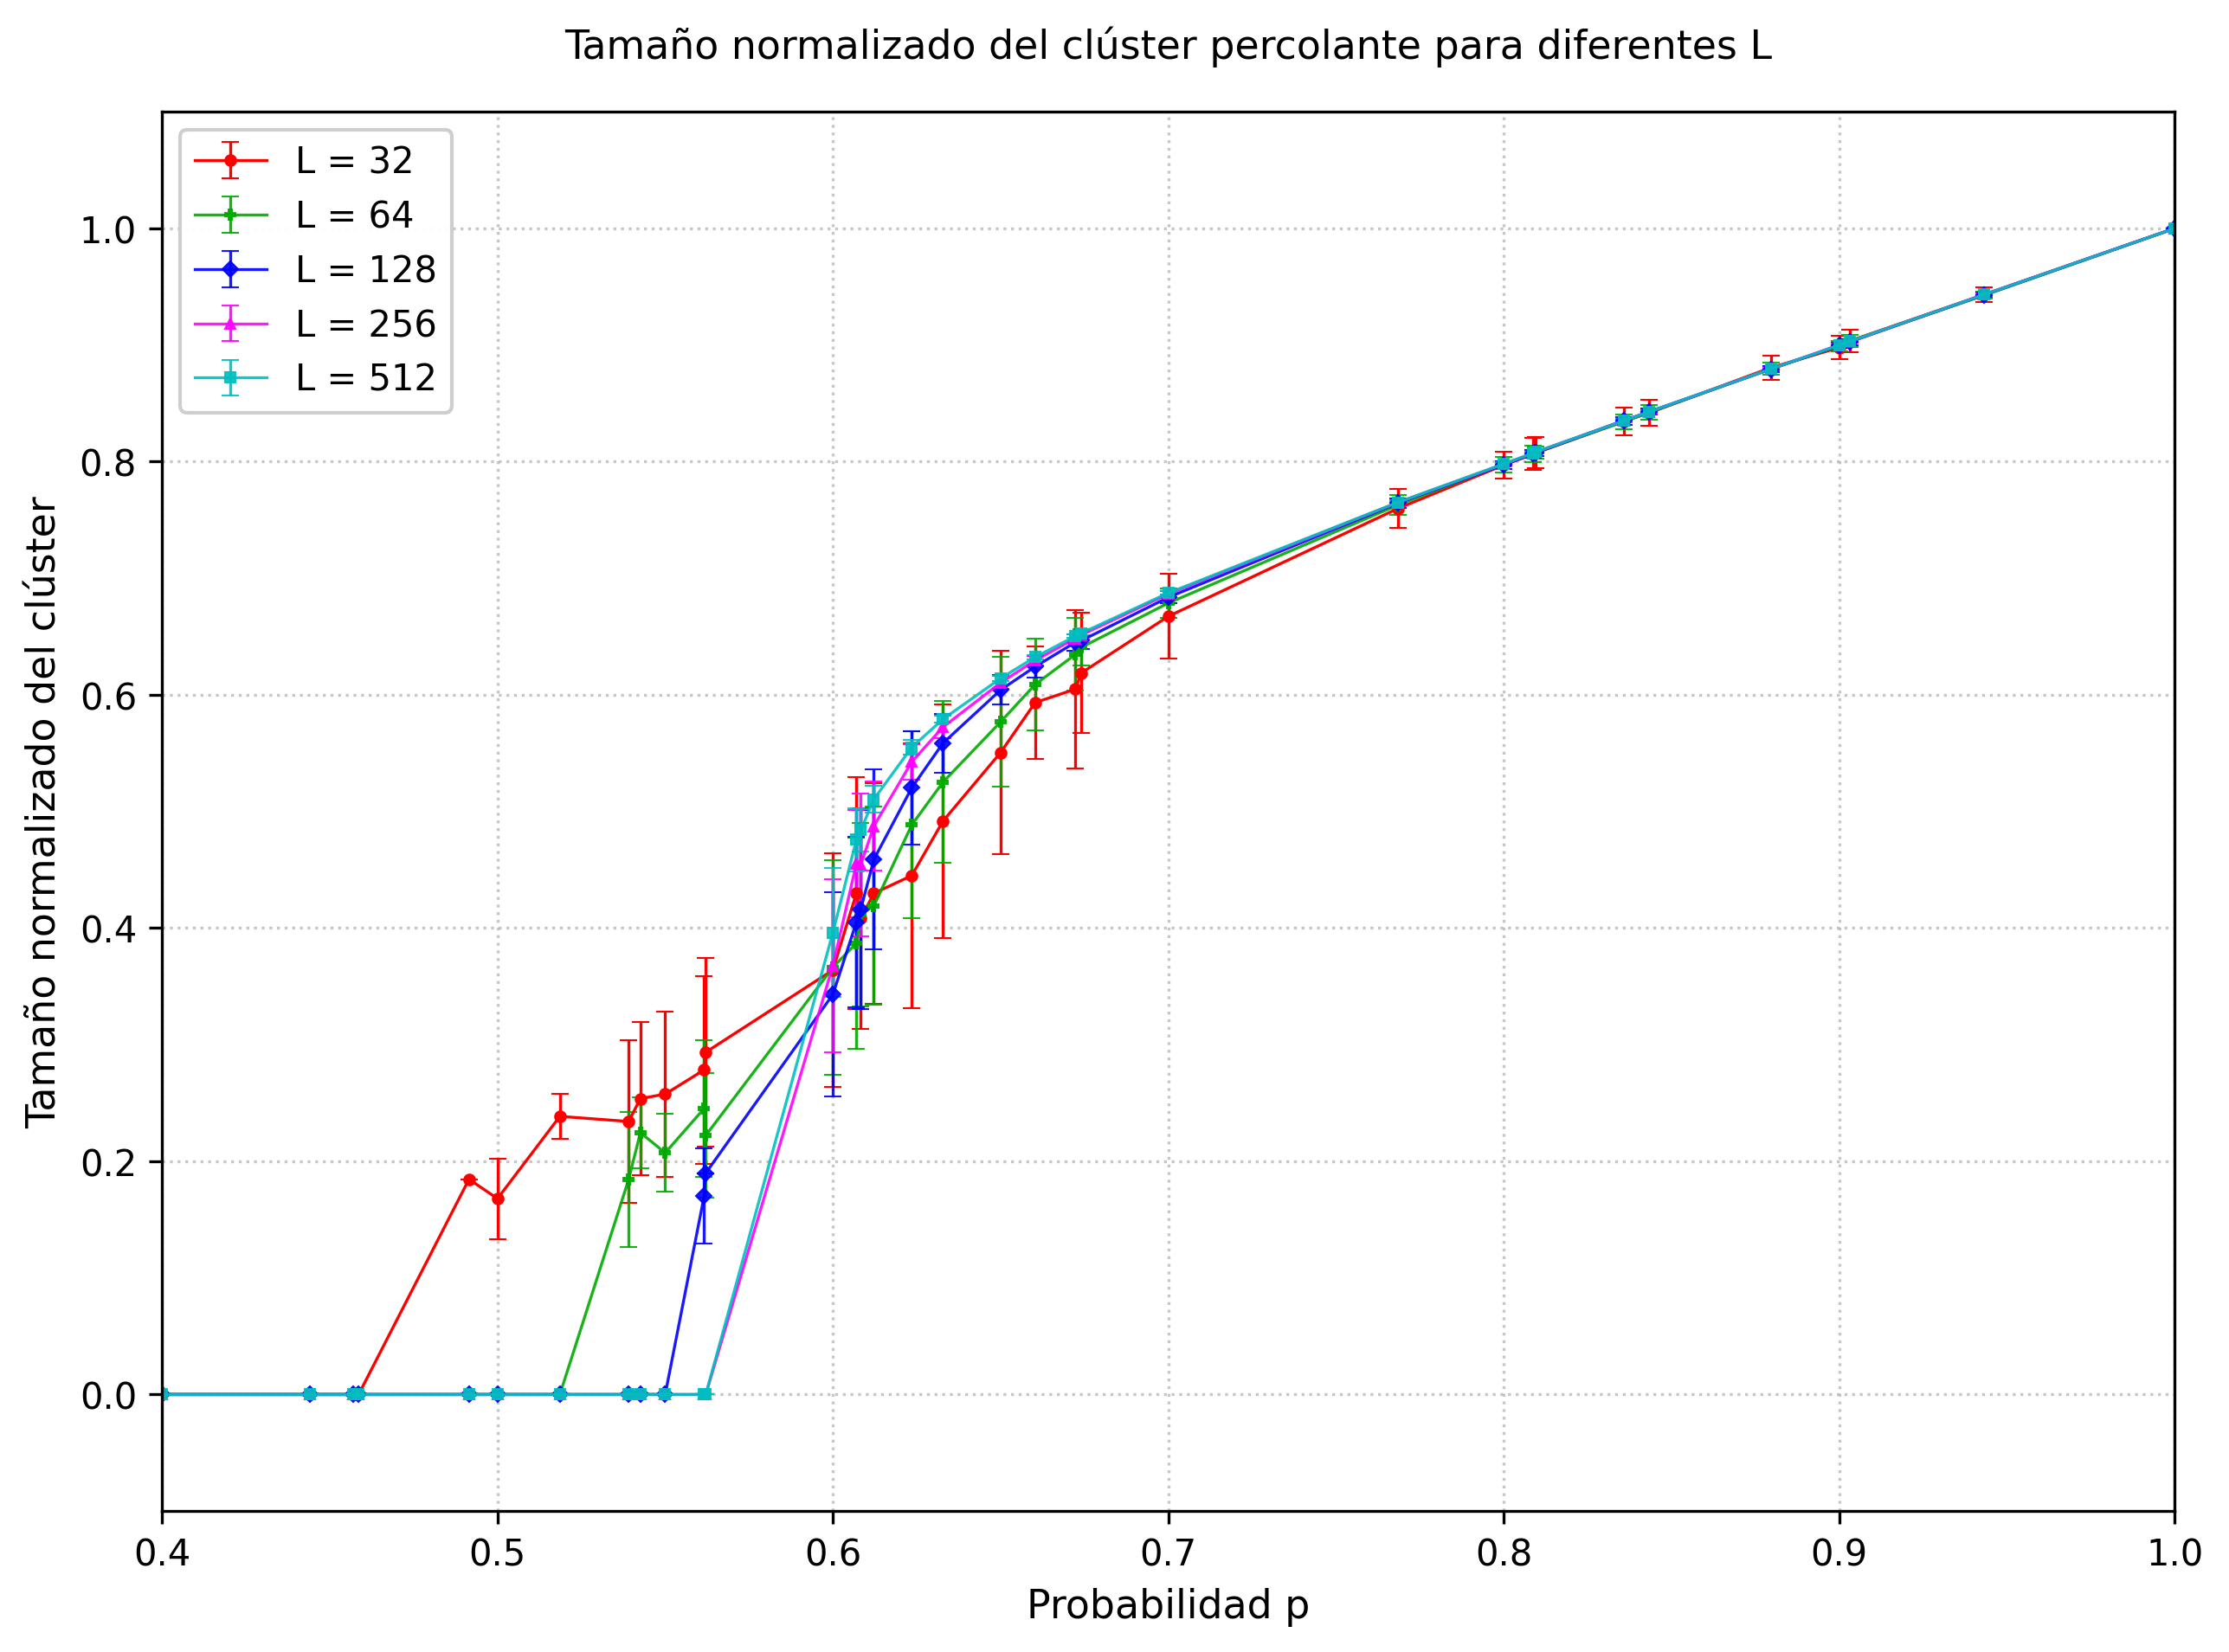 Tamaño normalizado del clúster percolante para diferentes L
L = 32
L = 64
L = 128
L = 256
L = 512
Tamaño normalizado del clúster
1.0
0.8
0.6
0.4
0.2
0.0
0.4 0.5 0.6 0.7 0.8 0.9 1.0
Probabilidad p